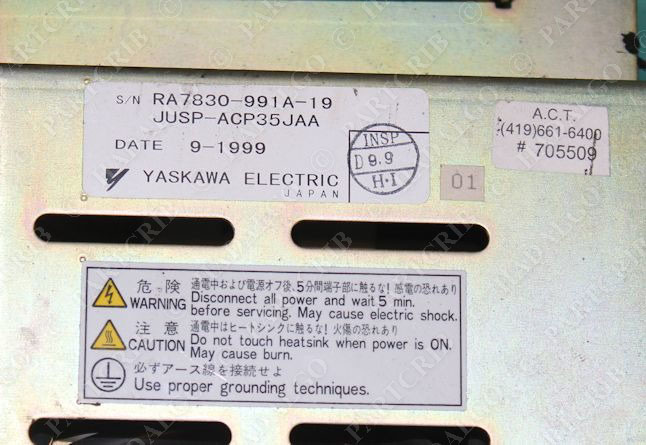 S/N RA7830-991A-19
JUSP-ACP35JAA
DATE 9-1999
YASKAWA ELECTRIC
JAPAN
INSP
D 9.9
H·I
01
A.C.T.
(419)661-6400
# 705509
危険 通電中および電源オフ後、5分間端子部に触るな! 感電の恐れあり
WARNING Disconnect all power and wait 5 min.
before servicing. May cause electric shock.
注意 通電中はヒートシンクに触るな! 火傷の恐れあり
CAUTION Do not touch heatsink when power is ON.
May cause burn.
必ずアース線を接続せよ
Use proper grounding techniques.
PARTCRIB